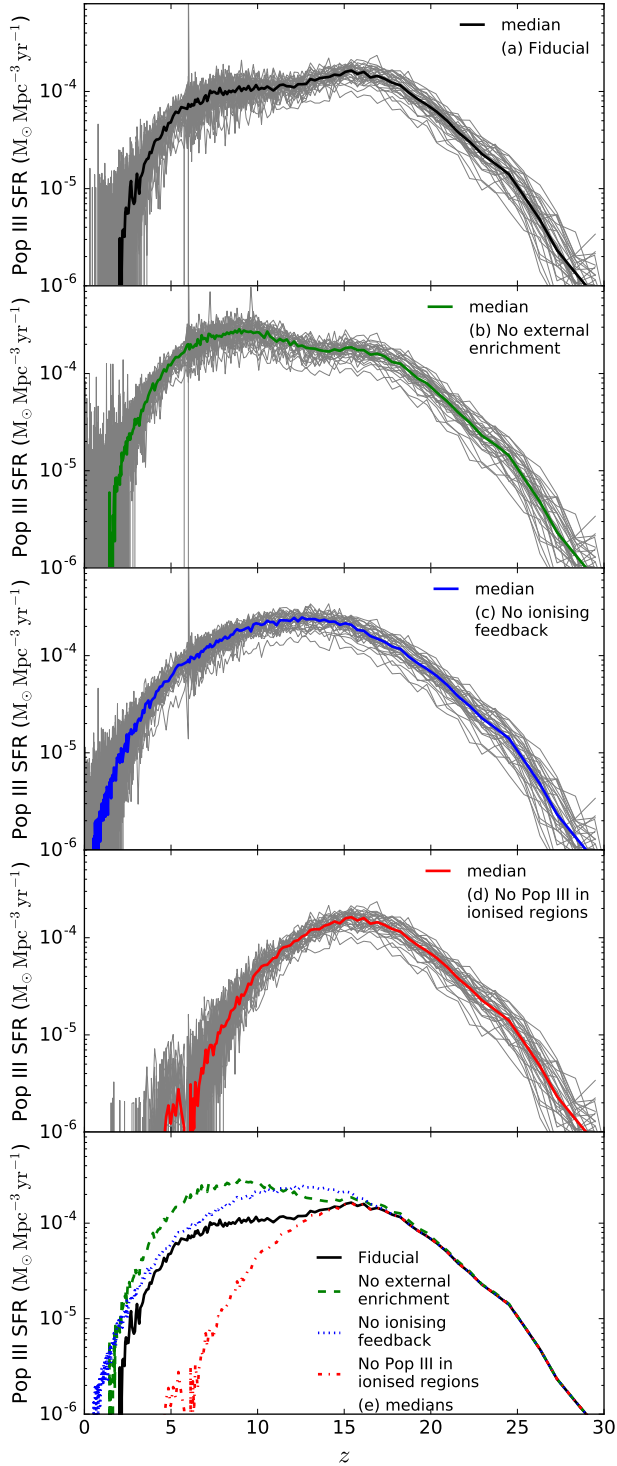 median
(a) Fiducial
10⁻⁴
10⁻⁵
10⁻⁶
Pop III SFR (M⊙ Mpc⁻³ yr⁻¹)
median
(b) No external
enrichment
10⁻⁴
10⁻⁵
10⁻⁶
Pop III SFR (M⊙ Mpc⁻³ yr⁻¹)
median
(c) No ionising
feedback
10⁻⁴
10⁻⁵
10⁻⁶
Pop III SFR (M⊙ Mpc⁻³ yr⁻¹)
median
(d) No Pop III in
ionised regions
10⁻⁴
10⁻⁵
10⁻⁶
Pop III SFR (M⊙ Mpc⁻³ yr⁻¹)
Fiducial
No external
enrichment
No ionising
feedback
No Pop III in
ionised regions
(e) medians
10⁻⁴
10⁻⁵
10⁻⁶
Pop III SFR (M⊙ Mpc⁻³ yr⁻¹)
0 5 10 15 20 25 30
z